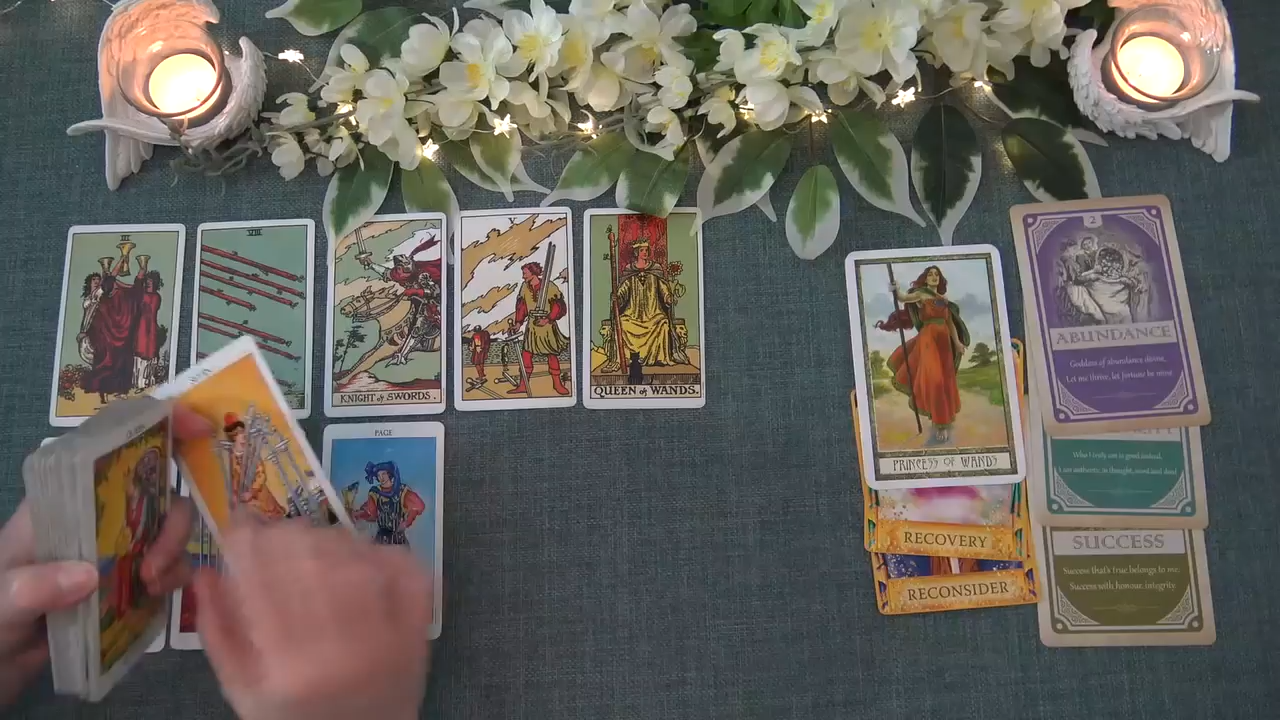 III
VIII
KNIGHT of SWORDS.
V
QUEEN of WANDS.
PAGE
PRINCESS OF WANDS
RECOVERY
RECONSIDER
2
ABUNDANCE
Goddess of abundance divine,
Let me thrive, let fortune be mine
Who I truly am is good indeed,
I am authentic in thought, word and deed
SUCCESS
Success that's true belongs to me,
Success with honour, integrity.